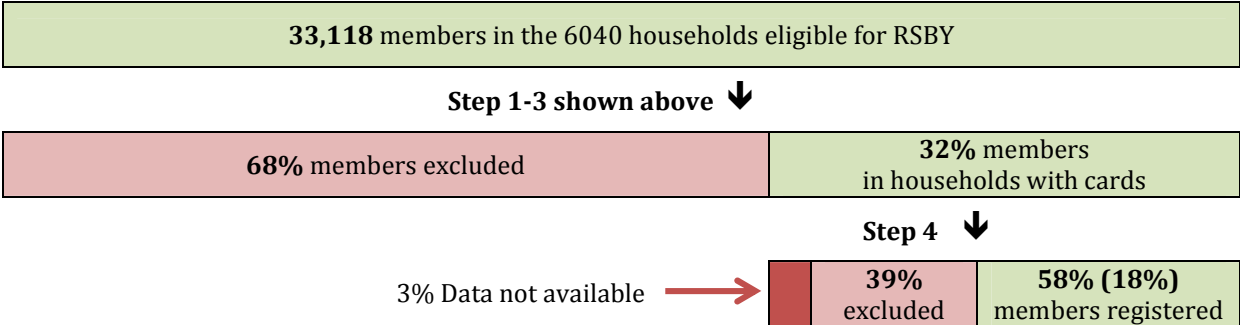 33,118 members in the 6040 households eligible for RSBY
Step 1-3 shown above
68% members excluded
32% members
in households with cards
Step 4
3% Data not available
39%
excluded
58% (18%)
members registered